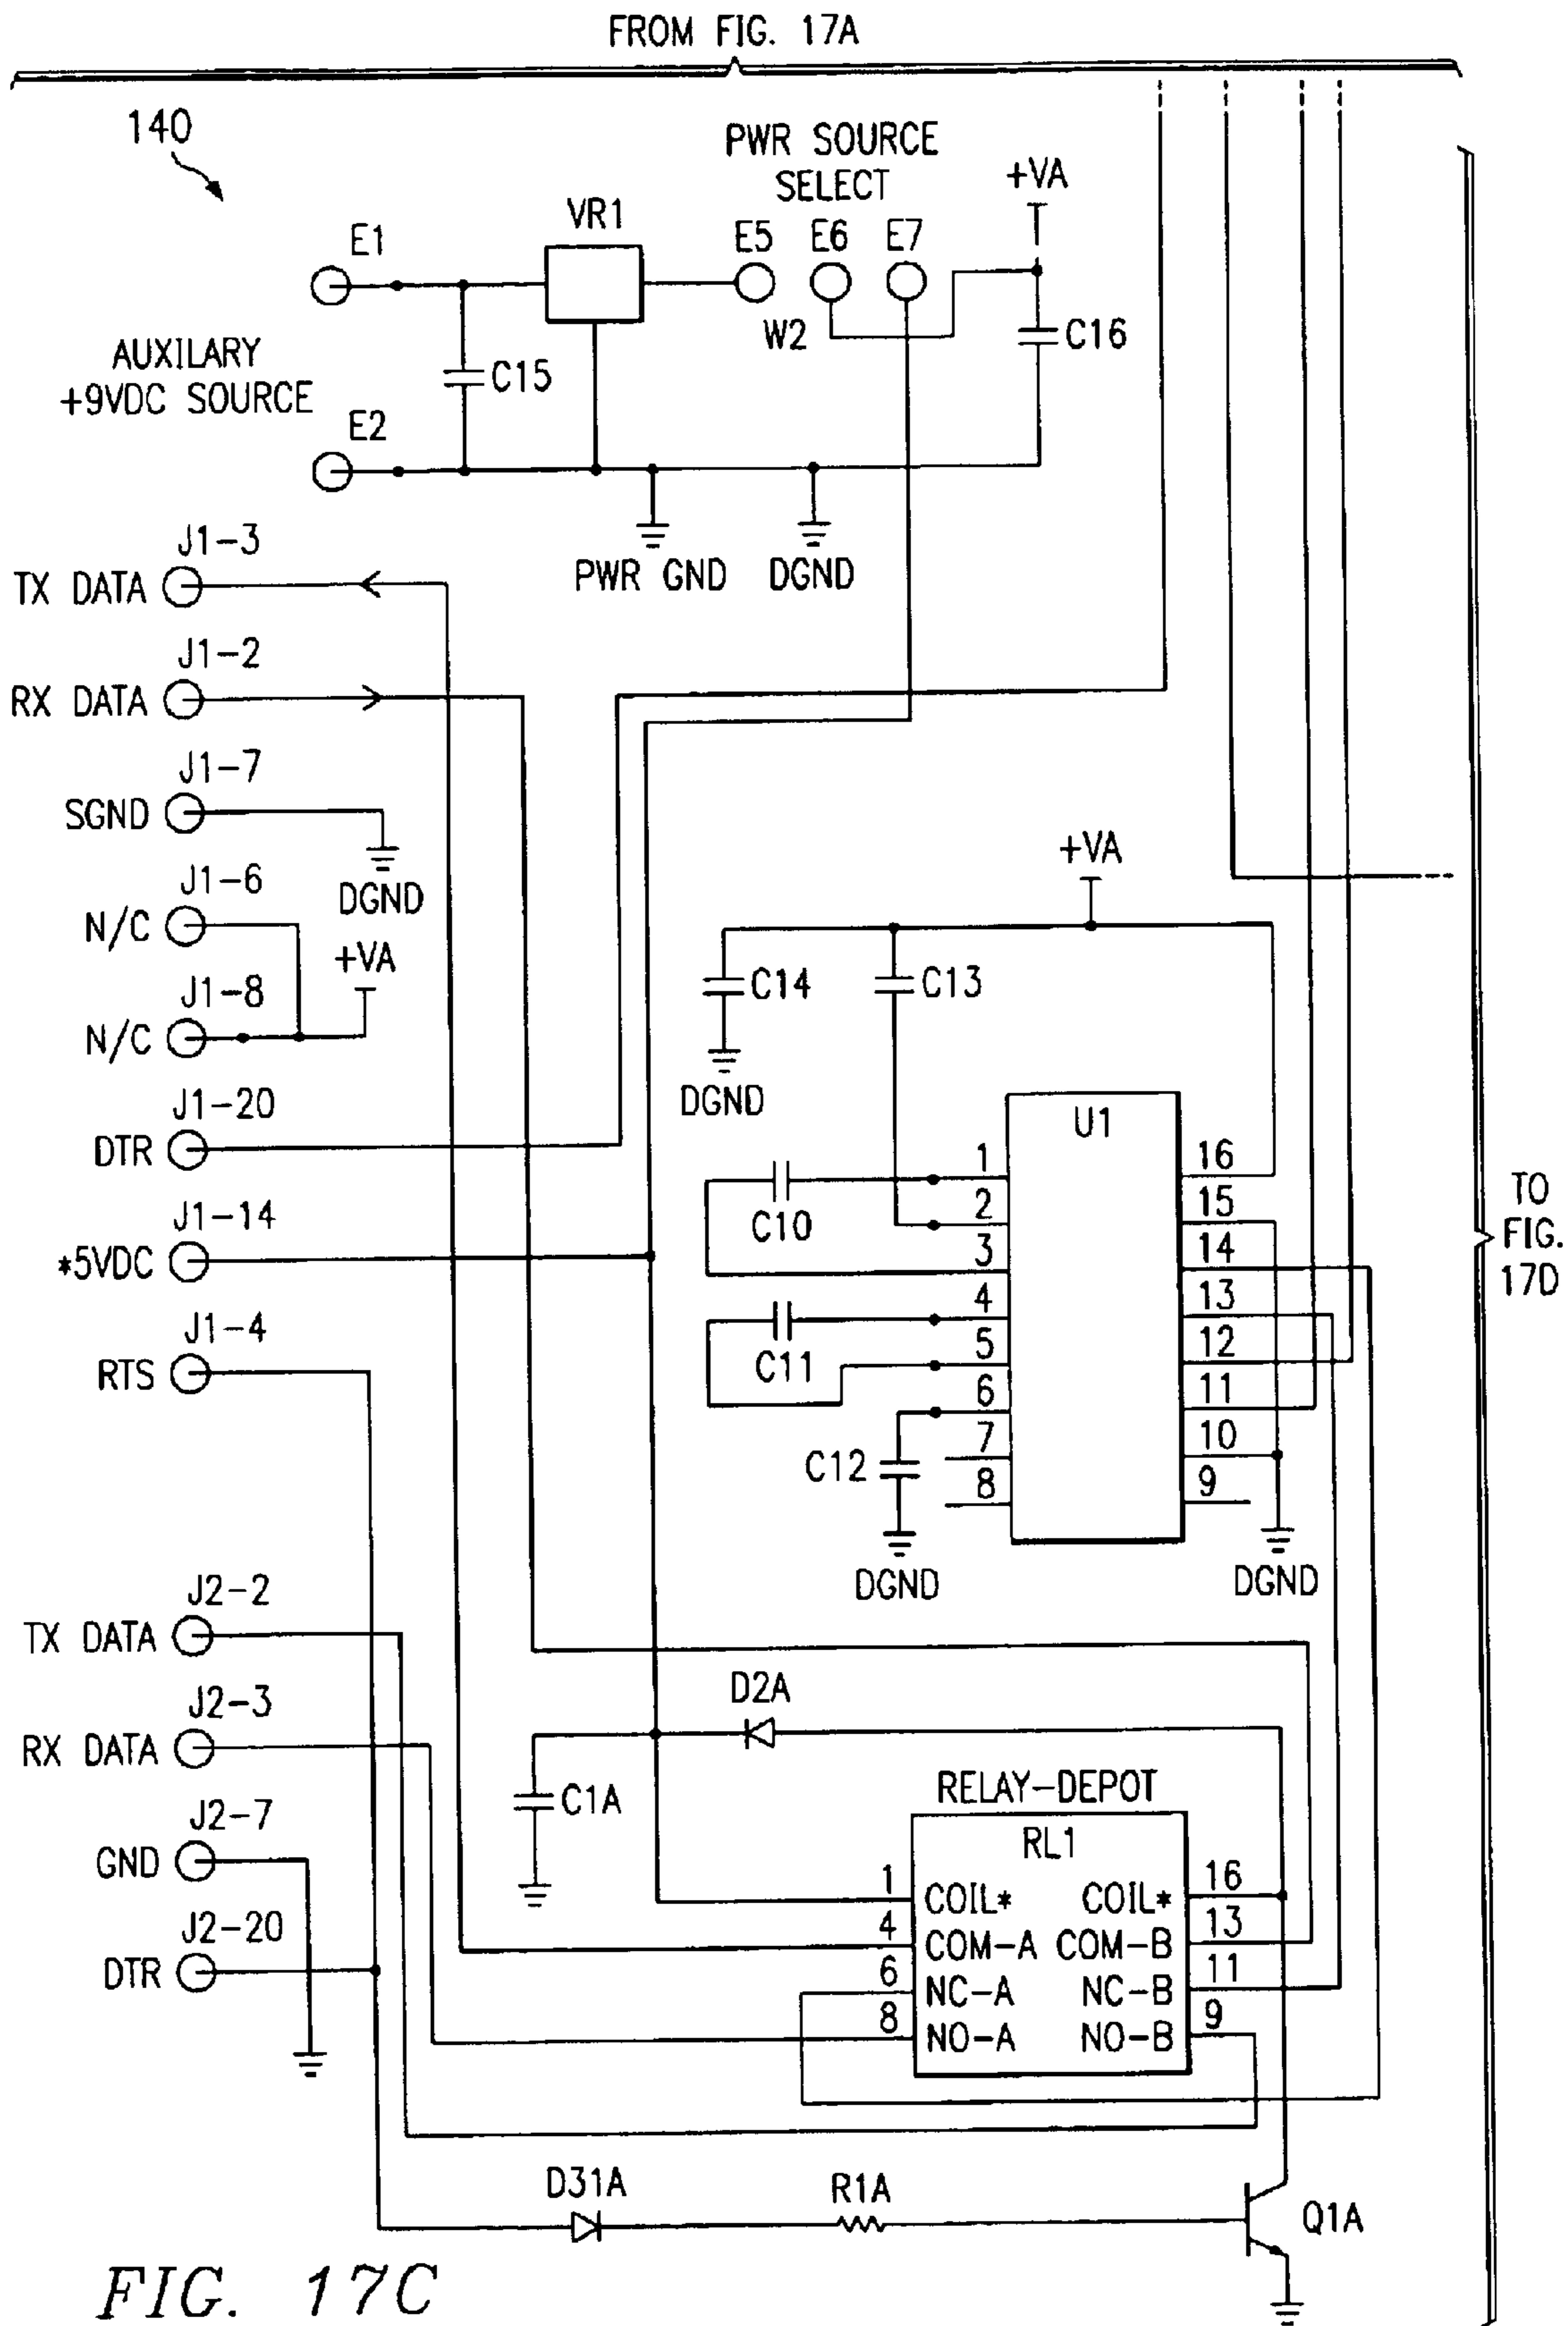 FROM FIG. 17A
140
PWR SOURCE
SELECT
+VA
VR1
E1
E5
E6
E7
W2
C16
AUXILARY
+9VDC SOURCE
C15
E2
J1-3
TX DATA
PWR GND
DGND
J1-2
RX DATA
J1-7
SGND
DGND
J1-6
N/C
+VA
J1-8
N/C
+VA
C14
C13
DGND
J1-20
DTR
U1
1
2
3
4
5
6
7
8
16
15
14
13
12
11
10
9
C10
C11
C12
DGND
DGND
J1-14
*5VDC
J1-4
RTS
TO
FIG.
17D
J2-2
TX DATA
D2A
J2-3
RX DATA
C1A
RELAY-DEPOT
RL1
J2-7
GND
1 COIL* COIL* 16
4 COM-A COM-B 13
6 NC-A NC-B 11
8 NO-A NO-B 9
J2-20
DTR
D31A
R1A
Q1A
FIG. 17C